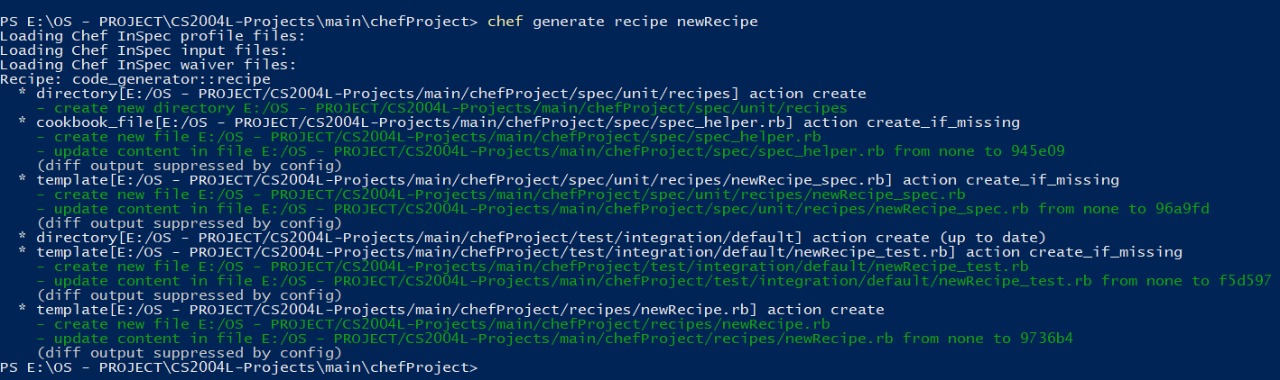 PS E:\OS - PROJECT\CS2004L-Projects\main\chefProject> chef generate recipe newRecipe
Loading Chef InSpec profile files:
Loading Chef InSpec input files:
Loading Chef InSpec waiver files:
Recipe: code_generator::recipe
  * directory[E:/OS - PROJECT/CS2004L-Projects/main/chefProject/spec/unit/recipes] action create
    - create new directory E:/OS - PROJECT/CS2004L-Projects/main/chefProject/spec/unit/recipes
  * cookbook_file[E:/OS - PROJECT/CS2004L-Projects/main/chefProject/spec/spec_helper.rb] action create_if_missing
    - create new file E:/OS - PROJECT/CS2004L-Projects/main/chefProject/spec/spec_helper.rb
    - update content in file E:/OS - PROJECT/CS2004L-Projects/main/chefProject/spec/spec_helper.rb from none to 945e09
    (diff output suppressed by config)
  * template[E:/OS - PROJECT/CS2004L-Projects/main/chefProject/spec/unit/recipes/newRecipe_spec.rb] action create_if_missing
    - create new file E:/OS - PROJECT/CS2004L-Projects/main/chefProject/spec/unit/recipes/newRecipe_spec.rb
    - update content in file E:/OS - PROJECT/CS2004L-Projects/main/chefProject/spec/unit/recipes/newRecipe_spec.rb from none to 96a9fd
    (diff output suppressed by config)
  * directory[E:/OS - PROJECT/CS2004L-Projects/main/chefProject/test/integration/default] action create (up to date)
  * template[E:/OS - PROJECT/CS2004L-Projects/main/chefProject/test/integration/default/newRecipe_test.rb] action create_if_missing
    - create new file E:/OS - PROJECT/CS2004L-Projects/main/chefProject/test/integration/default/newRecipe_test.rb
    - update content in file E:/OS - PROJECT/CS2004L-Projects/main/chefProject/test/integration/default/newRecipe_test.rb from none to f5d597
    (diff output suppressed by config)
  * template[E:/OS - PROJECT/CS2004L-Projects/main/chefProject/recipes/newRecipe.rb] action create
    - create new file E:/OS - PROJECT/CS2004L-Projects/main/chefProject/recipes/newRecipe.rb
    - update content in file E:/OS - PROJECT/CS2004L-Projects/main/chefProject/recipes/newRecipe.rb from none to 9736b4
    (diff output suppressed by config)
PS E:\OS - PROJECT\CS2004L-Projects\main\chefProject>